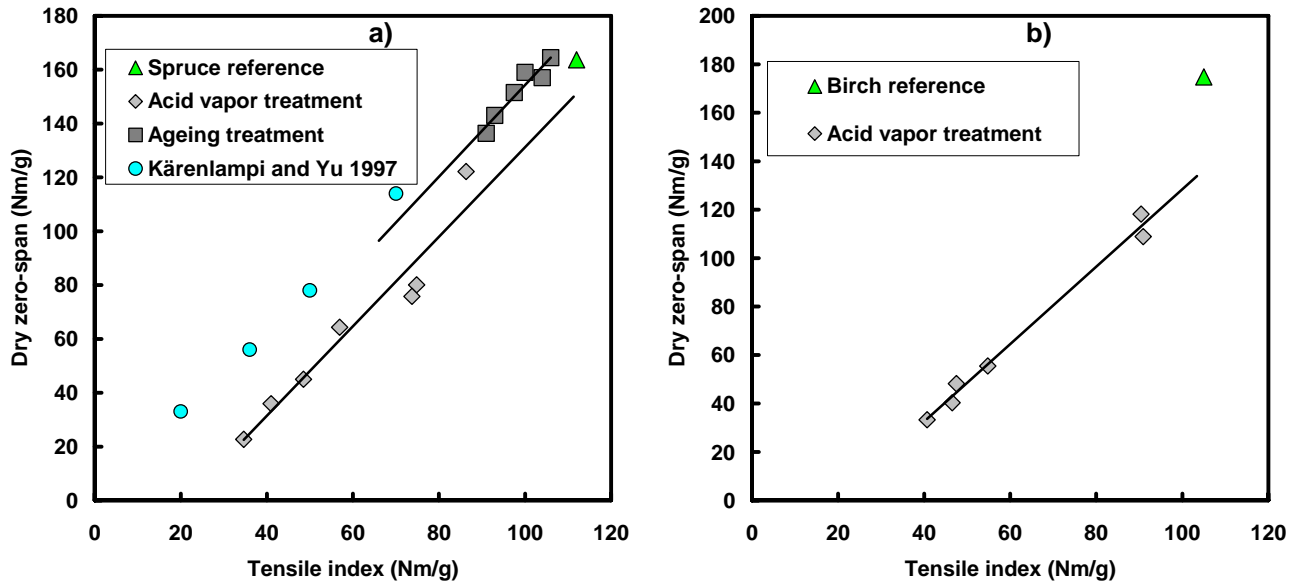 a)
Spruce reference
Acid vapor treatment
Ageing treatment
Kärenlampi and Yu 1997
180
160
140
120
100
80
60
40
20
0
0 20 40 60 80 100 120
Dry zero-span (Nm/g)
Tensile index (Nm/g)
b)
Birch reference
Acid vapor treatment
200
180
160
140
120
100
80
60
40
20
0
0 20 40 60 80 100 120
Dry zero-span (Nm/g)
Tensile index (Nm/g)